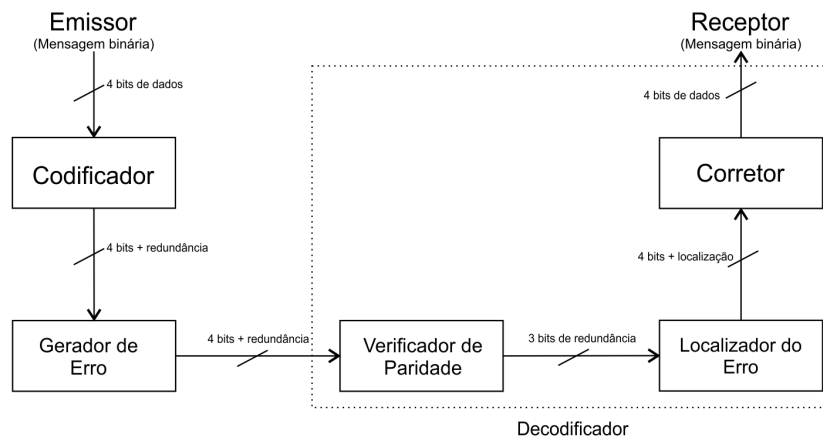 Emissor
(Mensagem binária)
4 bits de dados
Codificador
4 bits + redundância
Gerador de
Erro
4 bits + redundância
Verificador de
Paridade
3 bits de redundância
Localizador do
Erro
4 bits + localização
Corretor
4 bits de dados
Receptor
(Mensagem binária)
Decodificador